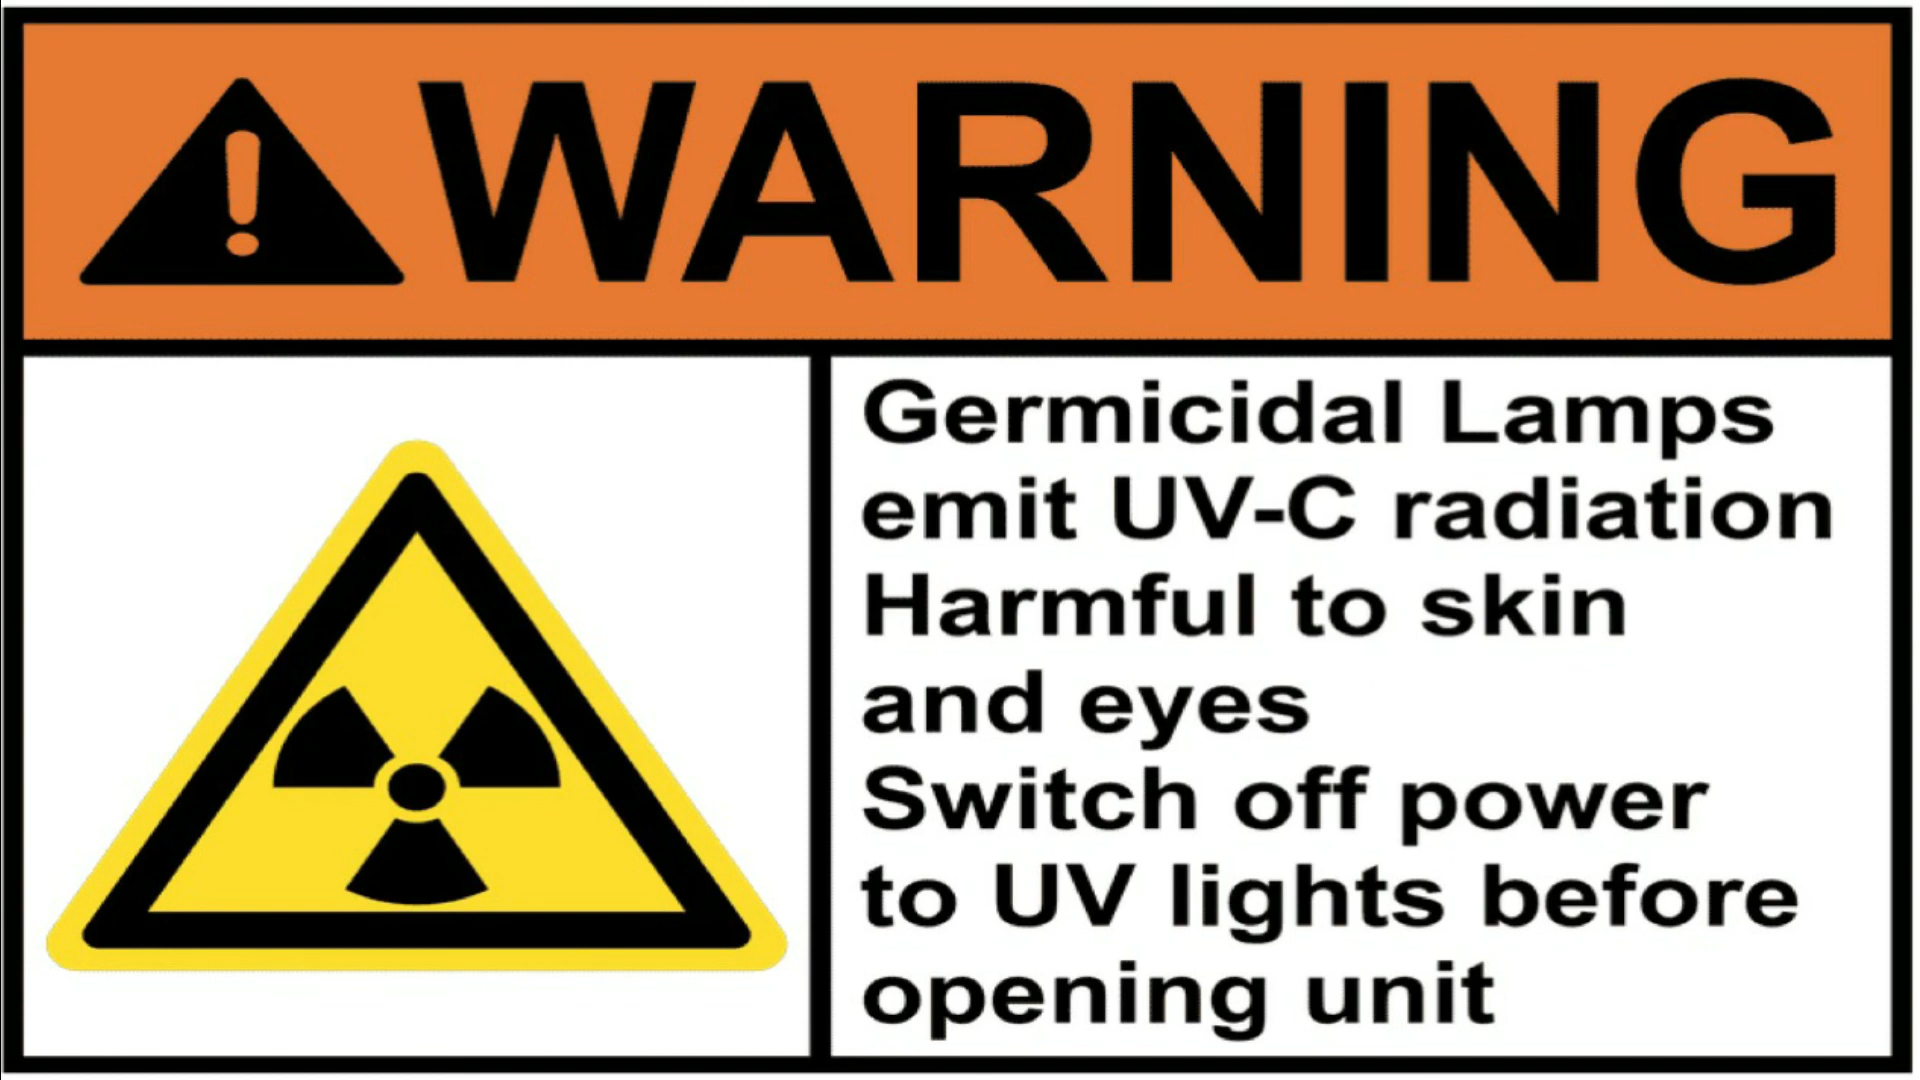 WARNING
Germicidal Lamps
emit UV-C radiation
Harmful to skin
and eyes
Switch off power
to UV lights before
opening unit